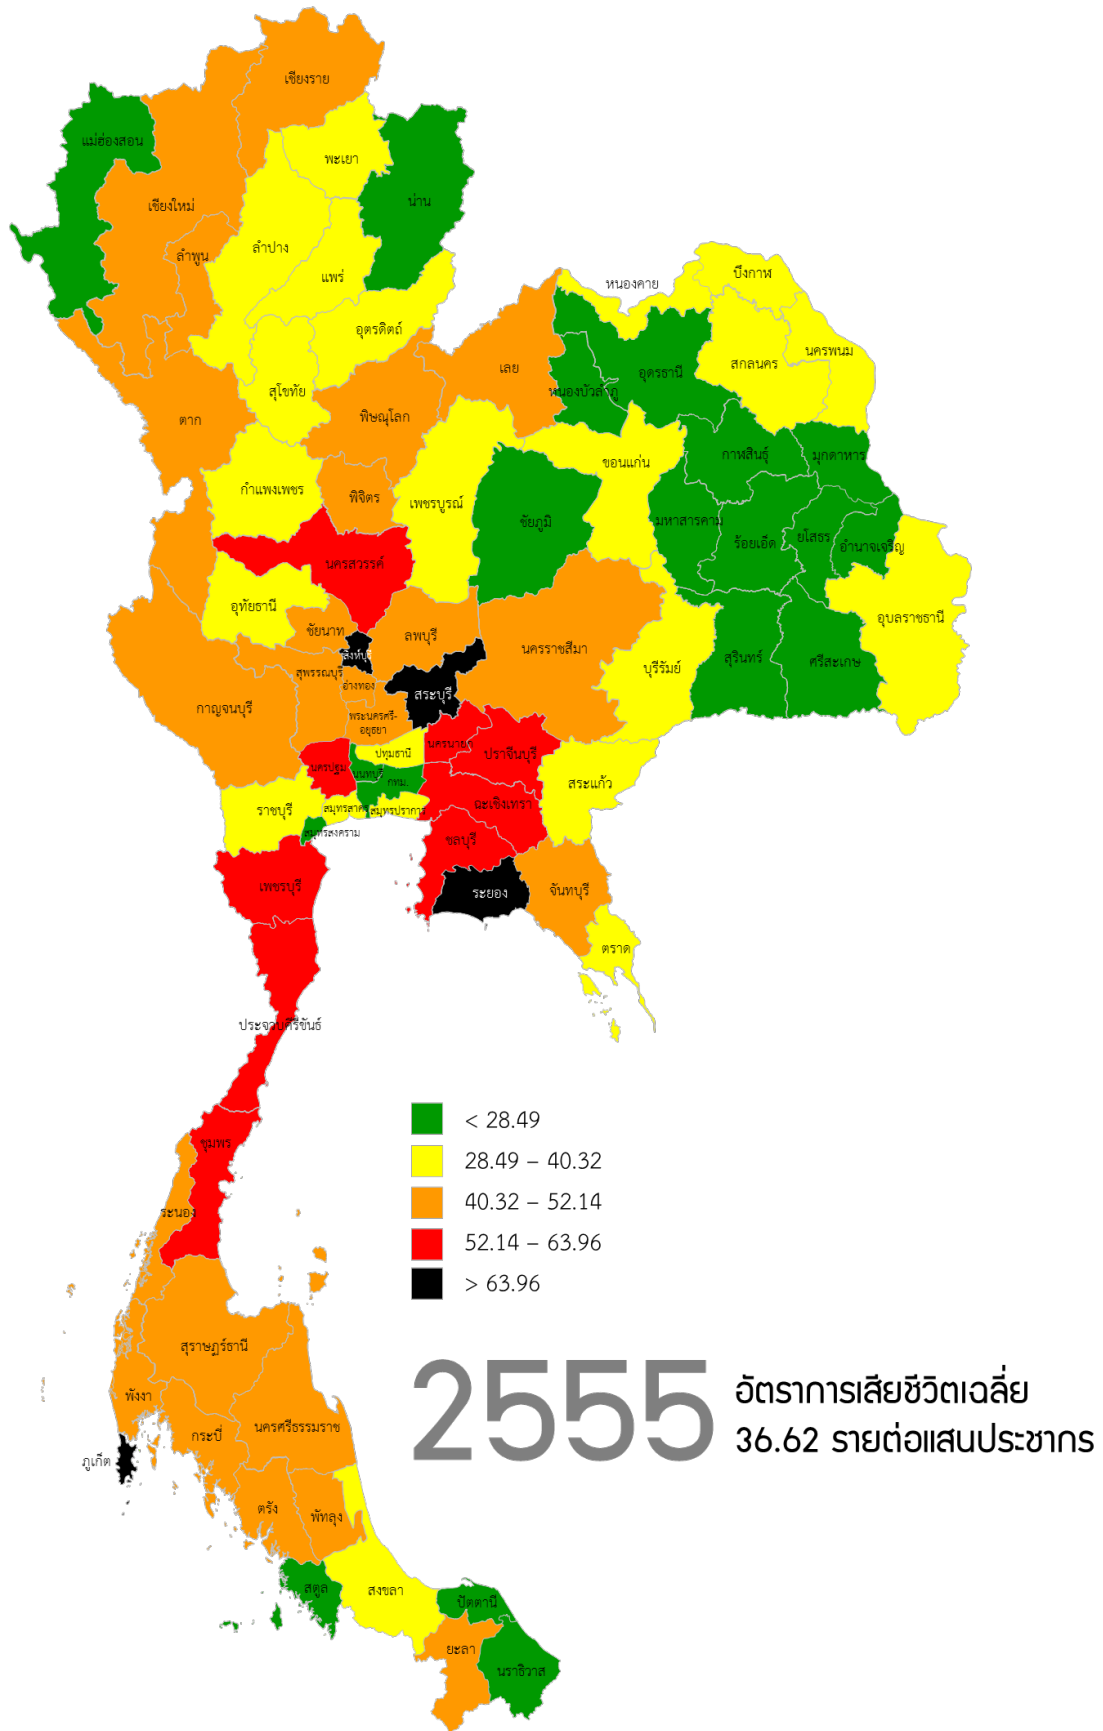 เชียงราย
แม่ฮ่องสอน
พะเยา
น่าน
เชียงใหม่
ลำพูน
ลำปาง
แพร่
บึงกาฬ
หนองคาย
อุตรดิตถ์
นครพนม
สกลนคร
เลย
อุดรธานี
หนองบัวลำภู
สุโขทัย
ตาก
พิษณุโลก
กาฬสินธุ์
มุกดาหาร
ขอนแก่น
กำแพงเพชร
พิจิตร
เพชรบูรณ์
ชัยภูมิ
มหาสารคาม
ร้อยเอ็ด
ยโสธร
อำนาจเจริญ
นครสวรรค์
อุทัยธานี
อุบลราชธานี
ชัยนาท
ลพบุรี
นครราชสีมา
สิงห์บุรี
บุรีรัมย์
สุรินทร์
ศรีสะเกษ
สุพรรณบุรี
อ่างทอง
สระบุรี
กาญจนบุรี
พระนครศรี-
อยุธยา
นครนายก
ปราจีนบุรี
ปทุมธานี
นครปฐม
นนทบุรี
กทม.
สระแก้ว
ราชบุรี
สมุทรสาคร
สมุทรปราการ
ฉะเชิงเทรา
สมุทรสงคราม
ชลบุรี
เพชรบุรี
ระยอง
จันทบุรี
ตราด
ประจวบคีรีขันธ์
< 28.49
28.49 – 40.32
40.32 – 52.14
52.14 – 63.96
> 63.96
ชุมพร
ระนอง
สุราษฎร์ธานี
พังงา
กระบี่
นครศรีธรรมราช
ภูเก็ต
2555
อัตราการเสียชีวิตเฉลี่ย
36.62 รายต่อแสนประชากร
ตรัง
พัทลุง
สตูล
สงขลา
ปัตตานี
ยะลา
นราธิวาส